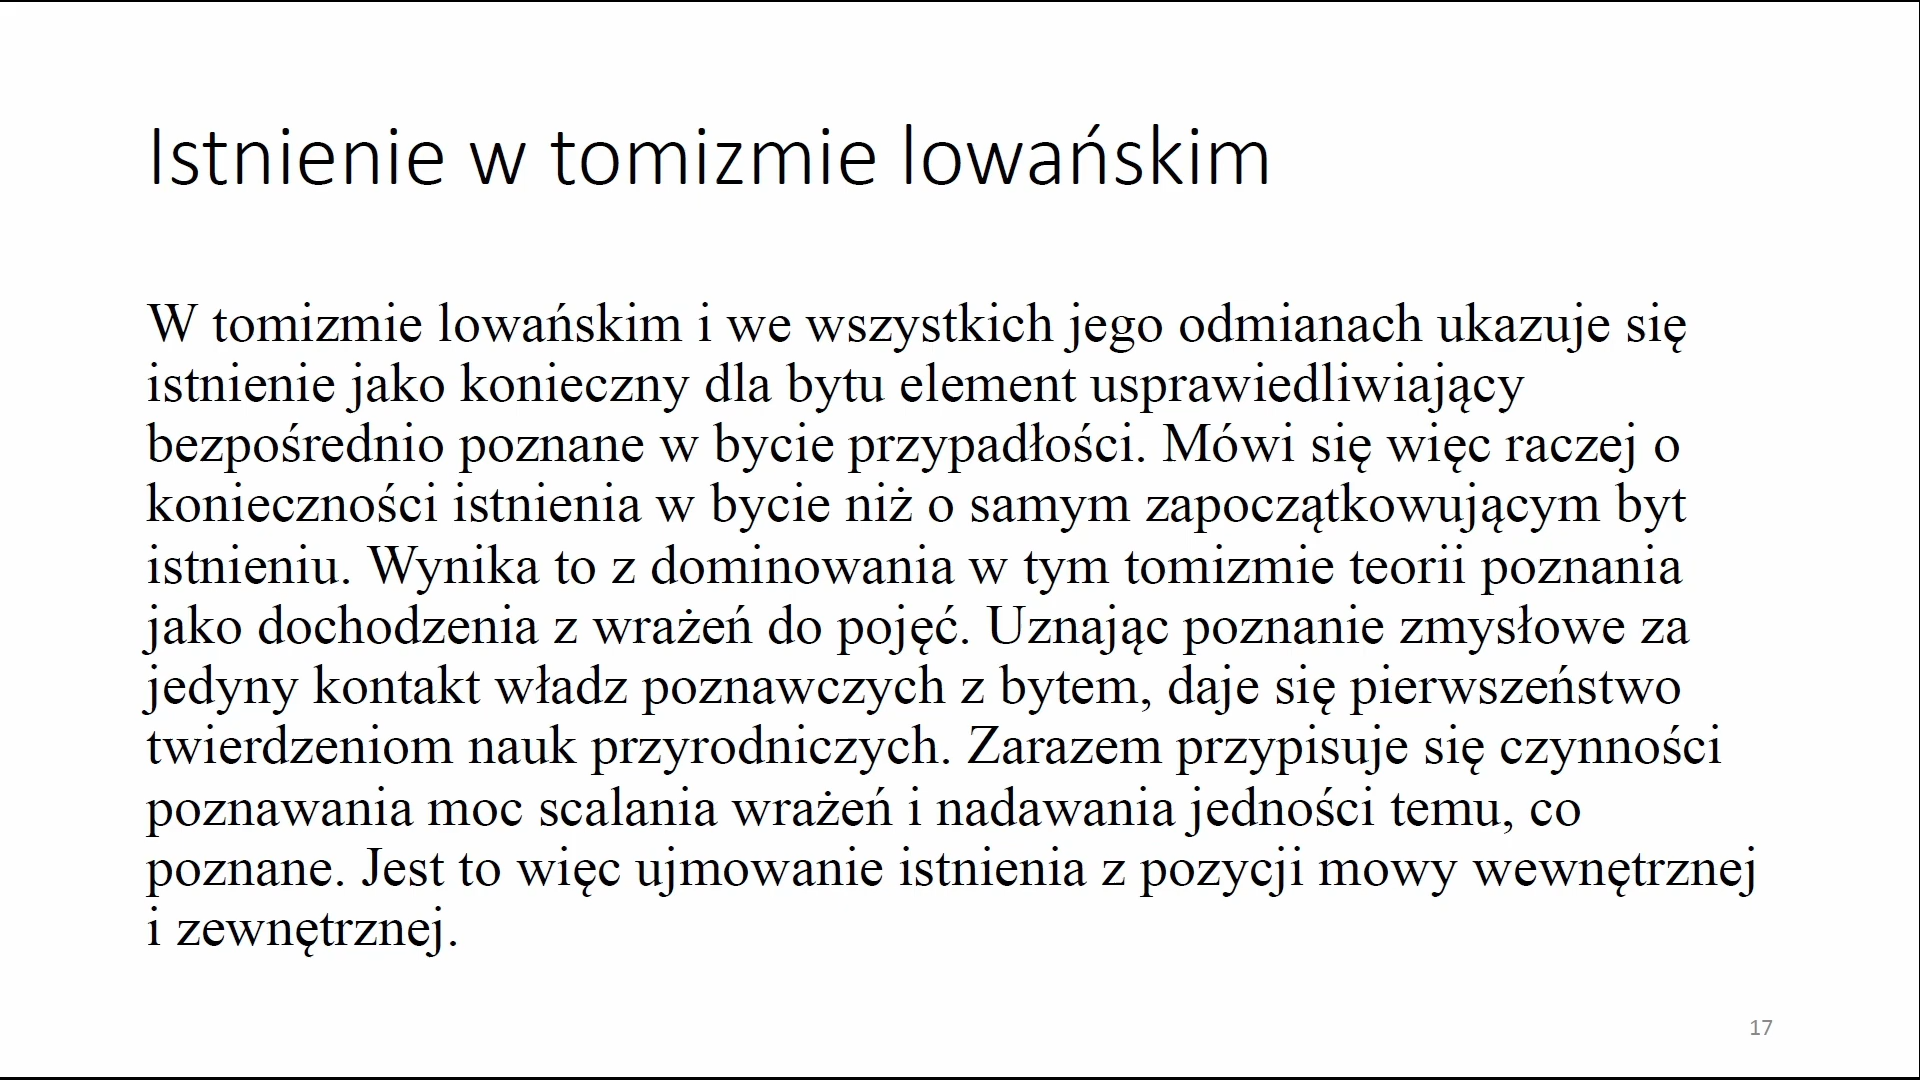 Istnienie w tomizmie lowańskim
W tomizmie lowańskim i we wszystkich jego odmianach ukazuje się
istnienie jako konieczny dla bytu element usprawiedliwiający
bezpośrednio poznane w bycie przypadłości. Mówi się więc raczej o
konieczności istnienia w bycie niż o samym zapoczątkowującym byt
istnieniu. Wynika to z dominowania w tym tomizmie teorii poznania
jako dochodzenia z wrażeń do pojęć. Uznając poznanie zmysłowe za
jedyny kontakt władz poznawczych z bytem, daje się pierwszeństwo
twierdzeniom nauk przyrodniczych. Zarazem przypisuje się czynności
poznawania moc scalania wrażeń i nadawania jedności temu, co
poznane. Jest to więc ujmowanie istnienia z pozycji mowy wewnętrznej
i zewnętrznej.
17